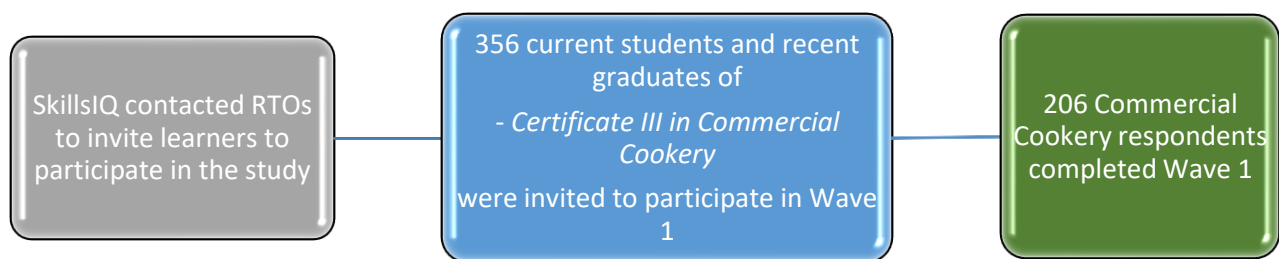 SkillsIQ contacted RTOs
to invite learners to
participate in the study
356 current students and recent
graduates of
- Certificate III in Commercial
Cookery
were invited to participate in Wave
1
206 Commercial
Cookery respondents
completed Wave 1